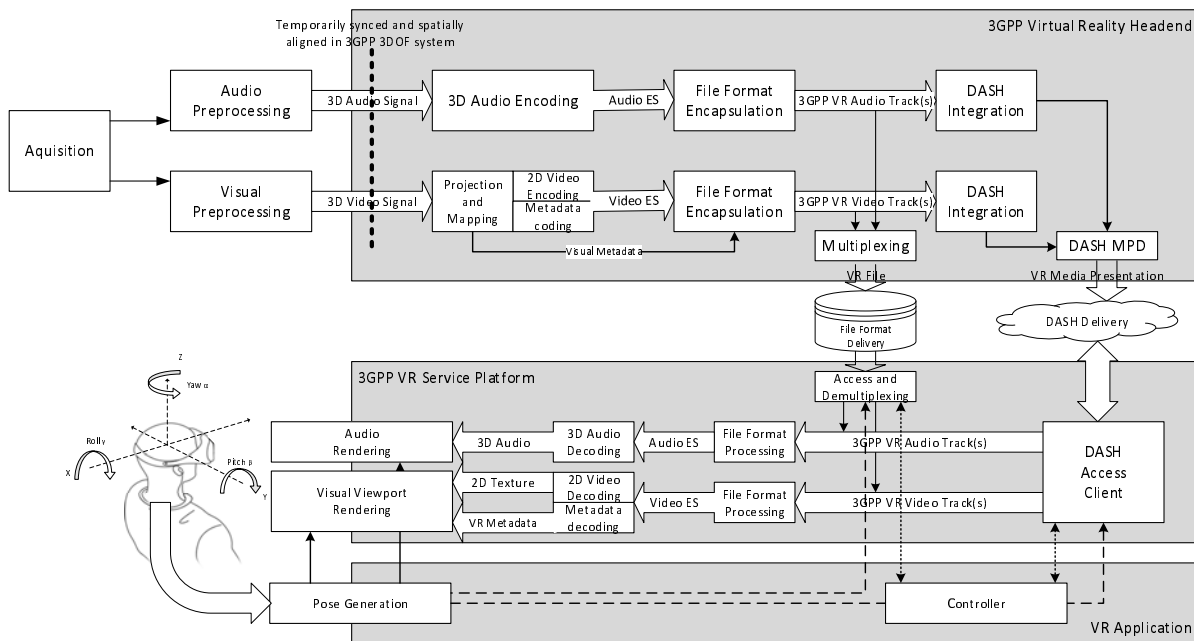 Temporarily synced and spatially
aligned in 3GPP 3DOF system
3GPP Virtual Reality Headend
Aquisition
Audio
Preprocessing
3D Audio Signal
3D Audio Encoding
Audio ES
File Format
Encapsulation
3GPP VR Audio Track(s)
DASH
Integration
Visual
Preprocessing
3D Video Signal
Projection
and
Mapping
2D Video
Encoding
Metadata
coding
Video ES
File Format
Encapsulation
3GPP VR Video Track(s)
DASH
Integration
Visual Metadata
Multiplexing
DASH MPD
VR File
VR Media Presentation
File Format
Delivery
DASH Delivery
3GPP VR Service Platform
Access and
Demultiplexing
Z
Yaw α
Roll γ
X
Pitch β
Y
Audio
Rendering
3D Audio
3D Audio
Decoding
Audio ES
File Format
Processing
3GPP VR Audio Track(s)
DASH
Access
Client
Visual Viewport
Rendering
2D Texture
VR Metadata
2D Video
Decoding
Metadata
decoding
Video ES
File Format
Processing
3GPP VR Video Track(s)
Pose Generation
Controller
VR Application